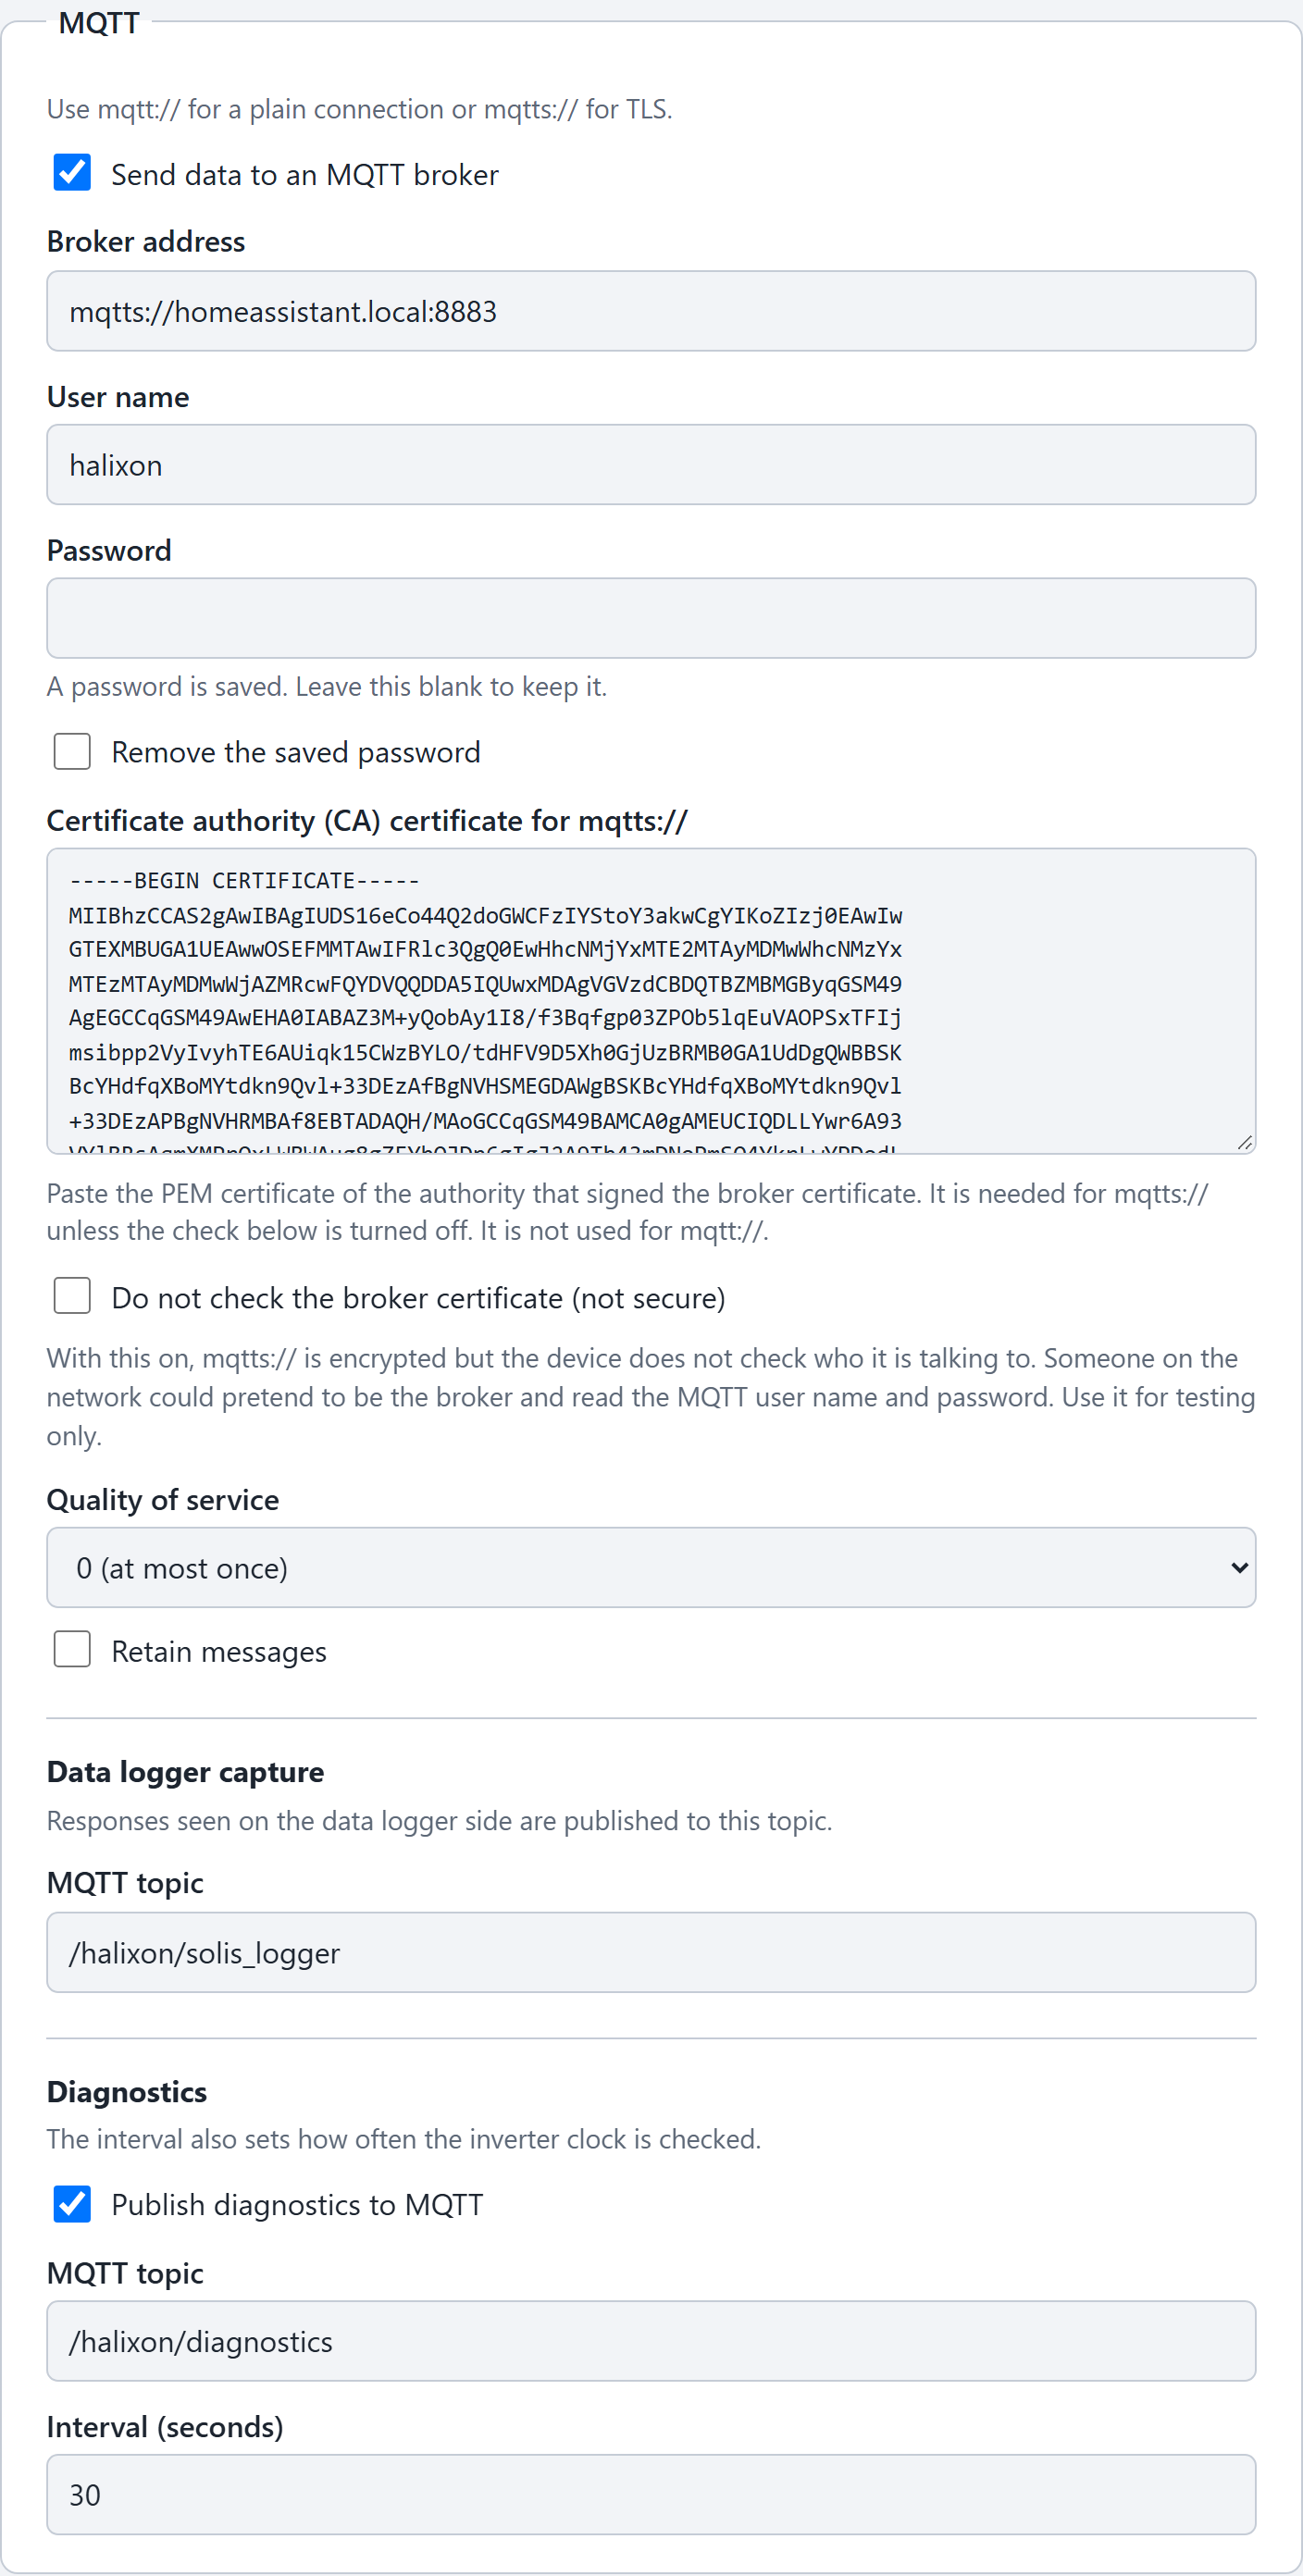 MQTT
Use mqtt:// for a plain connection or mqtts:// for TLS.
Send data to an MQTT broker
Broker address
mqtts://homeassistant.local:8883
User name
halixon
Password
A password is saved. Leave this blank to keep it.
Remove the saved password
Certificate authority (CA) certificate for mqtts://
-----BEGIN CERTIFICATE-----
MIIBhzCCAS2gAwIBAgIUDS16eCo44Q2doGWCFzIYStoY3akwCgYIKoZIzj0EAwIw
GTEXMBUGA1UEAwwOSEFMMTAwIFRlc3QgQ0EwHhcNMjYxMTE2MTAyMDMwWhcNMzYx
MTEzMTAyMDMwWjAZMRcwFQYDVQQDDA5IQUwxMDAgVGVzdCBDQTBZMBMGByqGSM49
AgEGCCqGSM49AwEHA0IABAZ3M+yQobAy1I8/f3Bqfgp03ZPOb5lqEuVAOPSxTFIj
msibpp2VyIvyhTE6AUiqk15CWzBYLO/tdHFV9D5Xh0GjUzBRMB0GA1UdDgQWBBSK
BcYHdfqXBoMYtdkn9Qvl+33DEzAfBgNVHSMEGDAWgBSKBcYHdfqXBoMYtdkn9Qvl
+33DEzAPBgNVHRMBAf8EBTADAQH/MAoGCCqGSM49BAMCA0gAMEUCIQDLLYwr6A93
Paste the PEM certificate of the authority that signed the broker certificate. It is needed for mqtts://
unless the check below is turned off. It is not used for mqtt://.
Do not check the broker certificate (not secure)
With this on, mqtts:// is encrypted but the device does not check who it is talking to. Someone on the
network could pretend to be the broker and read the MQTT user name and password. Use it for testing
only.
Quality of service
0 (at most once)
Retain messages
Data logger capture
Responses seen on the data logger side are published to this topic.
MQTT topic
/halixon/solis_logger
Diagnostics
The interval also sets how often the inverter clock is checked.
Publish diagnostics to MQTT
MQTT topic
/halixon/diagnostics
Interval (seconds)
30